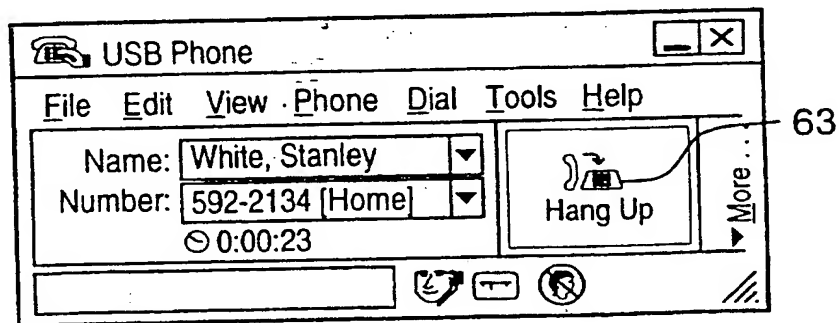 USB Phone
File Edit View Phone Dial Tools Help
Name: White, Stanley
Number: 592-2134 [Home]
0:00:23
Hang Up
More...
63